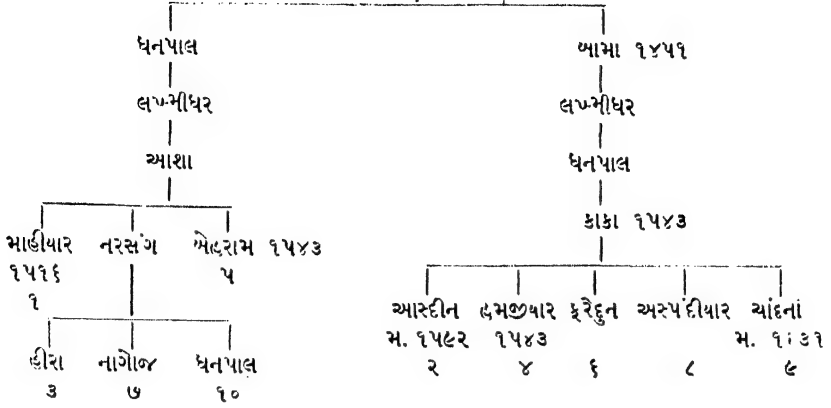 ધનપાલ બામા ૧૪૫૧
લખ્મીધર લખ્મીધર
આશા ધનપાલ
કાકા ૧૫૪૩
માહીયાર નરસંગ બેહરામ ૧૫૪૩
૧૫૧૬ ૫
૧
આસ્દીન હમજીયાર ફરેદુન અસ્પંદીયાર ચાંદનાં
મ. ૧૫૯૨ ૧૫૪૩ મ.
૨ ૪ ૬ ૮ ૯
હીરા નાગોજ ધનપાલ
૩ ૭ ૧૦